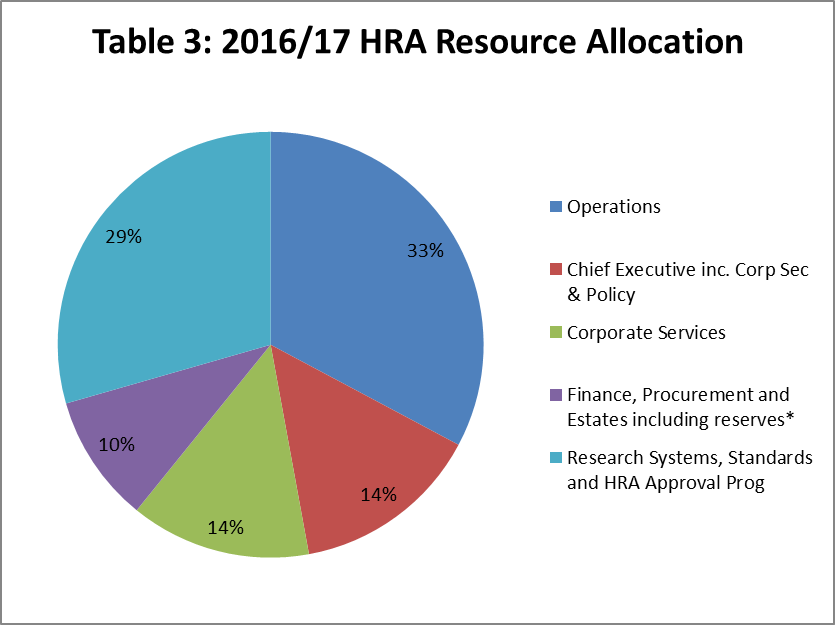 Table 3: 2016/17 HRA Resource Allocation
29%
33%
10%
14%
14%
Operations
Chief Executive inc. Corp Sec
& Policy
Corporate Services
Finance, Procurement and
Estates including reserves*
Research Systems, Standards
and HRA Approval Prog